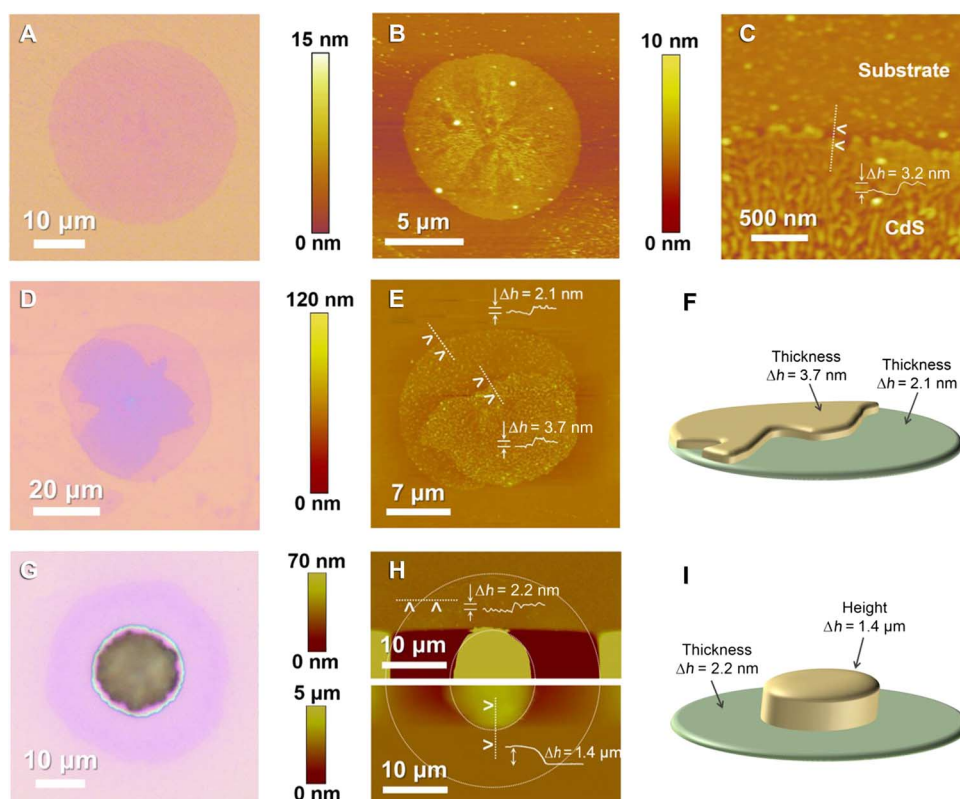 A
10 μm
15 nm
0 nm
B
5 μm
10 nm
0 nm
C
Substrate
Δh = 3.2 nm
500 nm
CdS
D
20 μm
120 nm
0 nm
E
Δh = 2.1 nm
Δh = 3.7 nm
7 μm
F
Thickness
Δh = 3.7 nm
Thickness
Δh = 2.1 nm
G
10 μm
70 nm
0 nm
5 μm
0 nm
H
Δh = 2.2 nm
10 μm
Δh = 1.4 μm
10 μm
I
Height
Δh = 1.4 μm
Thickness
Δh = 2.2 nm